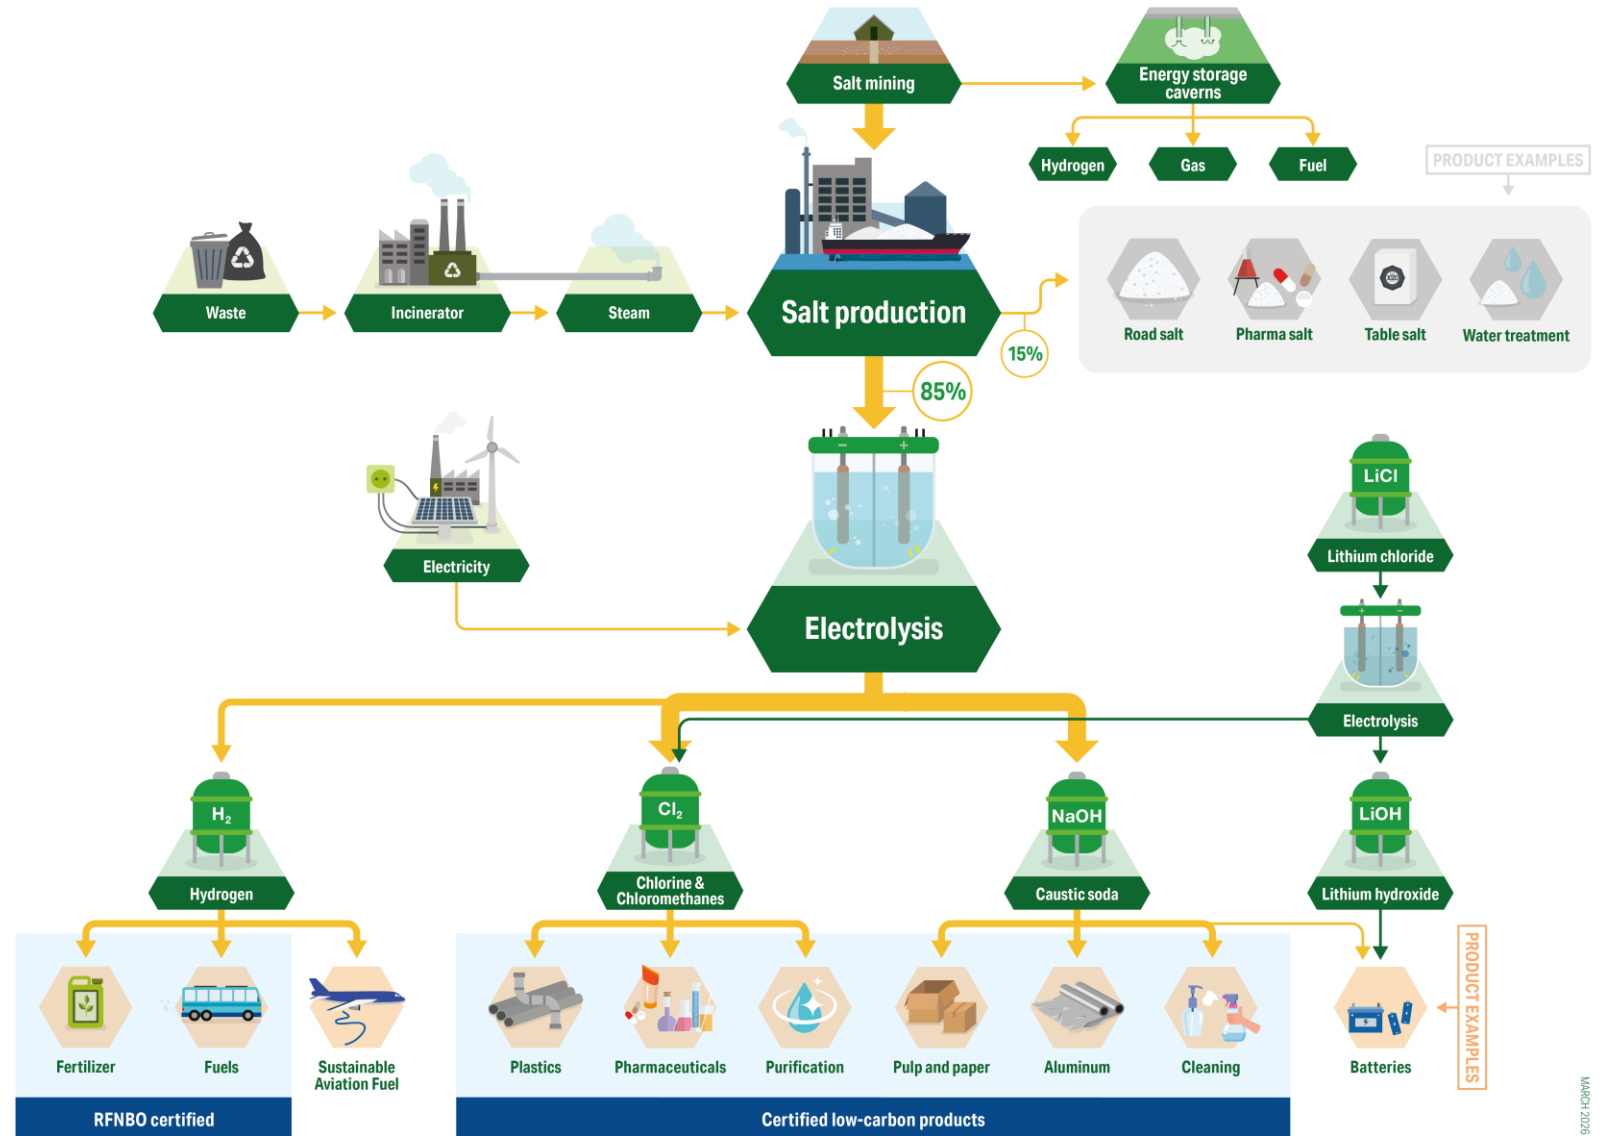 Salt mining
Energy storage
caverns
Hydrogen
Gas
Fuel
PRODUCT EXAMPLES
Waste
Incinerator
Steam
Salt production
15%
Road salt
Pharma salt
Table salt
Water treatment
85%
Electricity
− +
Electrolysis
LiCl
Lithium chloride
+ −
Electrolysis
H₂
Cl₂
NaOH
LiOH
Hydrogen
Chlorine &
Chloromethanes
Caustic soda
Lithium hydroxide
PRODUCT EXAMPLES
Fertilizer
Fuels
Sustainable
Aviation Fuel
Plastics
Pharmaceuticals
Purification
Pulp and paper
Aluminum
Cleaning
Batteries
RFNBO certified
Certified low-carbon products
MARCH 2026